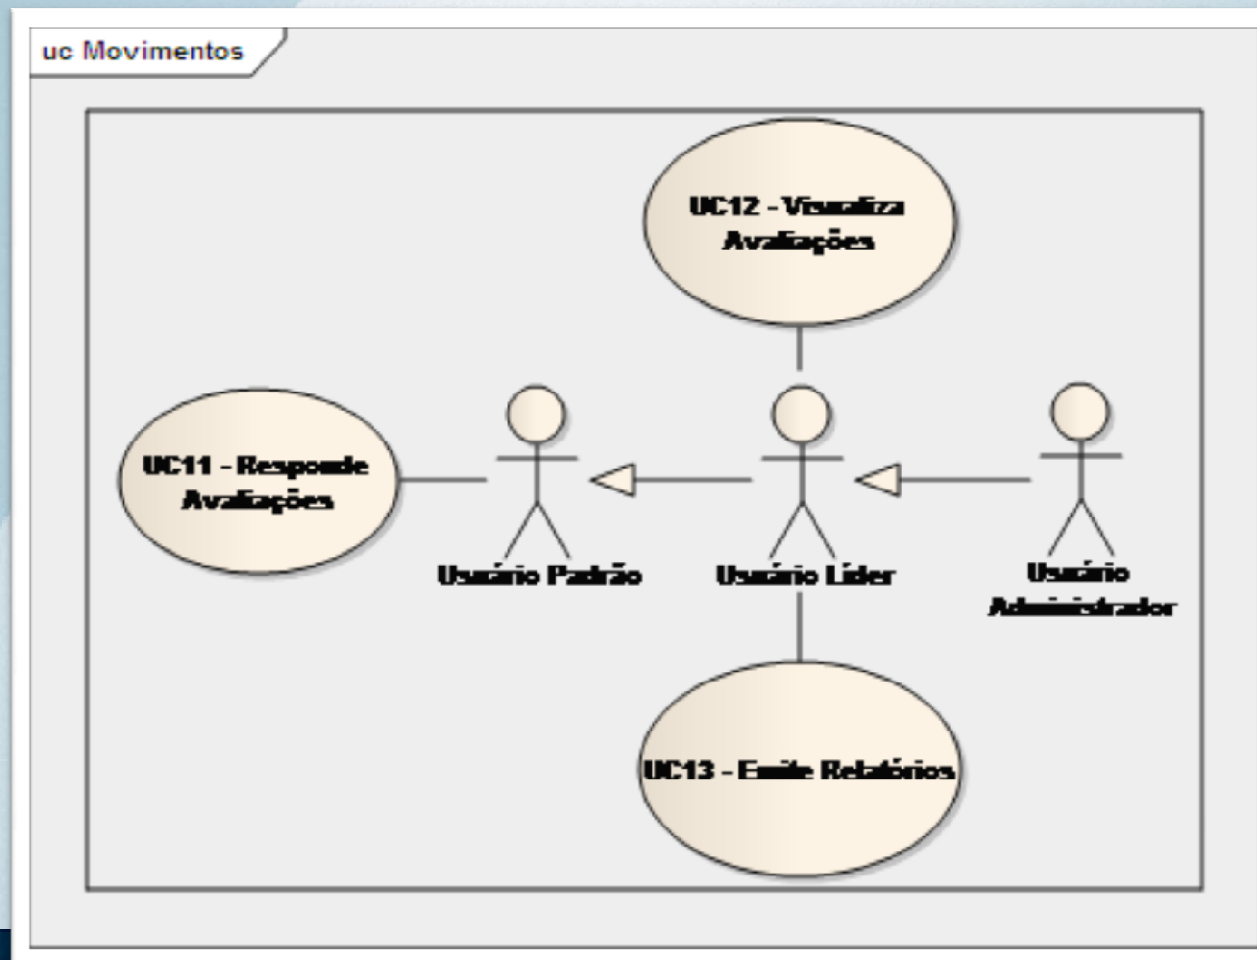 uc Movimentos
UC12 - Visualiza
Avaliações
UC11 - Responde
Avaliações
Usuário Padrão
Usuário Líder
Usuário
Administrador
UC13 - Emite Relatórios